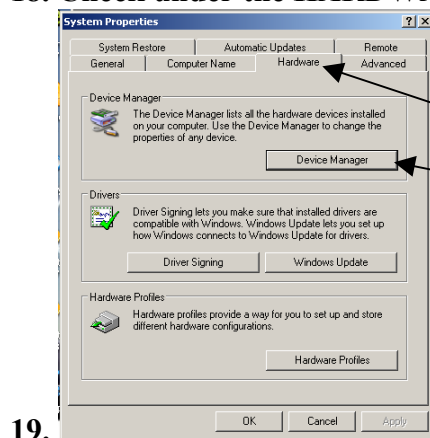 System Properties
System Restore Automatic Updates Remote
General Computer Name Hardware Advanced
Device Manager
The Device Manager lists all the hardware devices installed
on your computer. Use the Device Manager to change the
properties of any device.
Device Manager
Drivers
Driver Signing lets you make sure that installed drivers are
compatible with Windows. Windows Update lets you set up
how Windows connects to Windows Update for drivers.
Driver Signing Windows Update
Hardware Profiles
Hardware profiles provide a way for you to set up and store
different hardware configurations.
Hardware Profiles
19. OK Cancel Apply